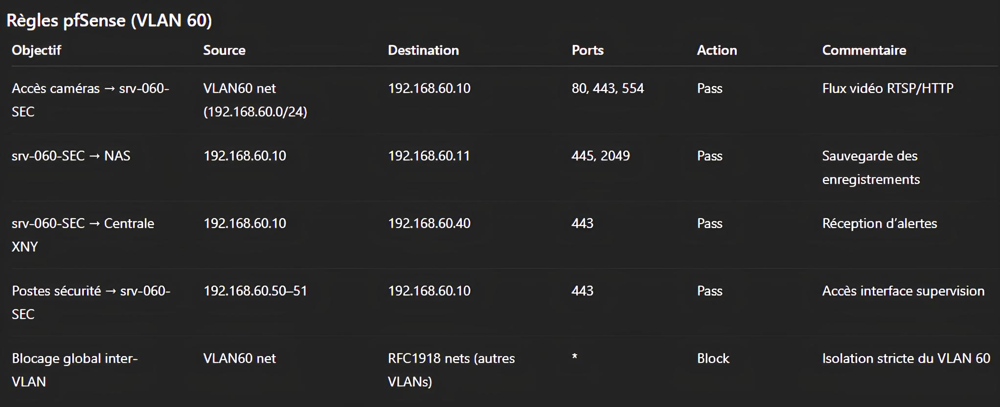 Règles pfSense (VLAN 60)
Objectif Source Destination Ports Action Commentaire
Accès caméras → srv-060- VLAN60 net 192.168.60.10 80, 443, 554 Pass Flux vidéo RTSP/HTTP
SEC (192.168.60.0/24)
srv-060-SEC → NAS 192.168.60.10 192.168.60.11 445, 2049 Pass Sauvegarde des
enregistrements
srv-060-SEC → Centrale 192.168.60.10 192.168.60.40 443 Pass Réception d’alertes
XNY
Postes sécurité → srv-060- 192.168.60.50–51 192.168.60.10 443 Pass Accès interface supervision
SEC
Blocage global inter- VLAN60 net RFC1918 nets (autres * Block Isolation stricte du VLAN 60
VLAN VLANs)